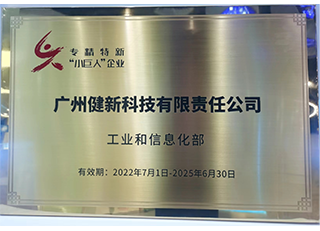 专精特新
“小巨人”企业
广州健新科技有限责任公司
工业和信息化部
有效期：2022年7月1日-2025年6月30日